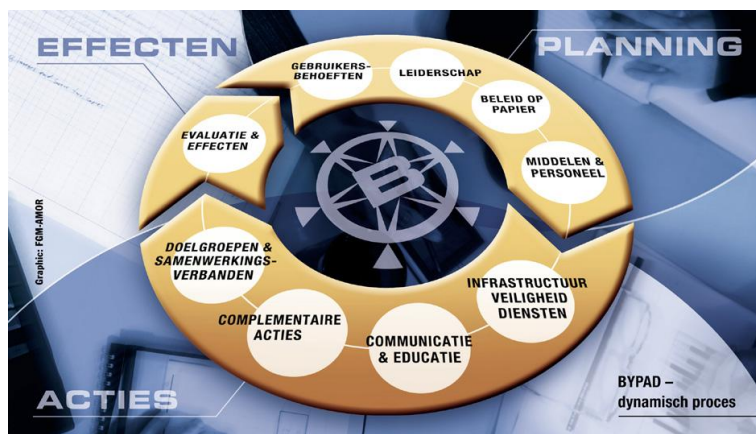 EFFECTEN
PLANNING
GEBRUIKERS-
BEHOEFTEN
LEIDERSCHAP
BELEID OP
PAPIER
MIDDELEN &
PERSONEEL
EVALUATIE &
EFFECTEN
B
DOELGROEPEN &
SAMENWERKINGS-
VERBANDEN
INFRASTRUCTUUR
VEILIGHEID
DIENSTEN
COMPLEMENTAIRE
ACTIES
COMMUNICATIE
& EDUCATIE
Graphic: FGM-AMOR
ACTIES
BYPAD –
dynamisch proces